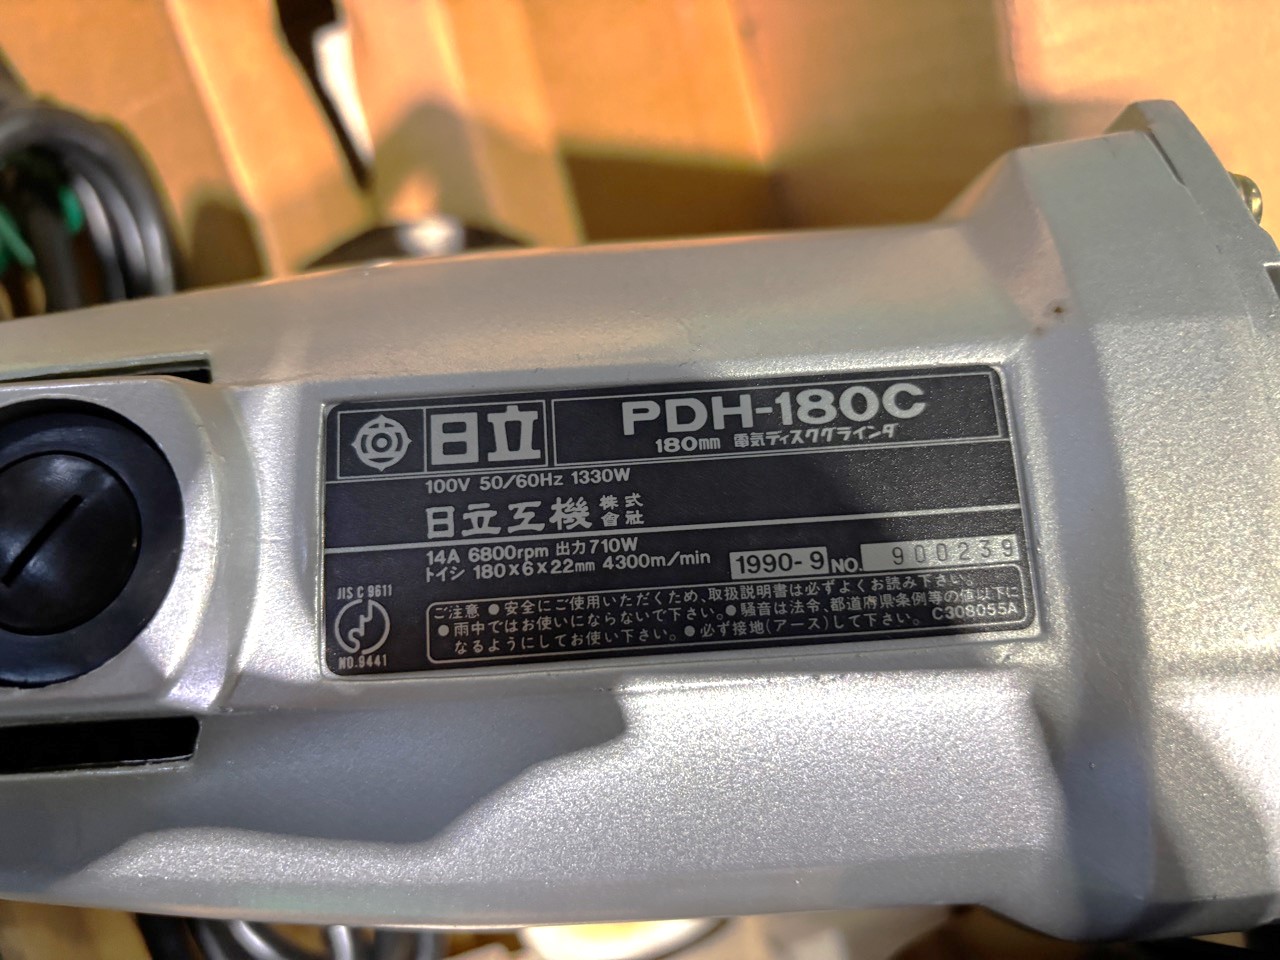 日立
PDH-180C
180mm 電気ディスクグラインダ
100V 50/60Hz 1330W
日立工機 株式會社
14A 6800rpm 出力710W
トイシ 180×6×22mm 4300m/min
1990-9 NO. 900239
JIS C 9611
NO.9441
ご注意 ●安全にご使用いただくため、取扱説明書は必ずよくお読み下さい。
●雨中ではお使いにならないで下さい。●騒音は法令、都道府県条例等の値以下に
なるようにしてお使い下さい。●必ず接地(アース)して下さい。 C308055A